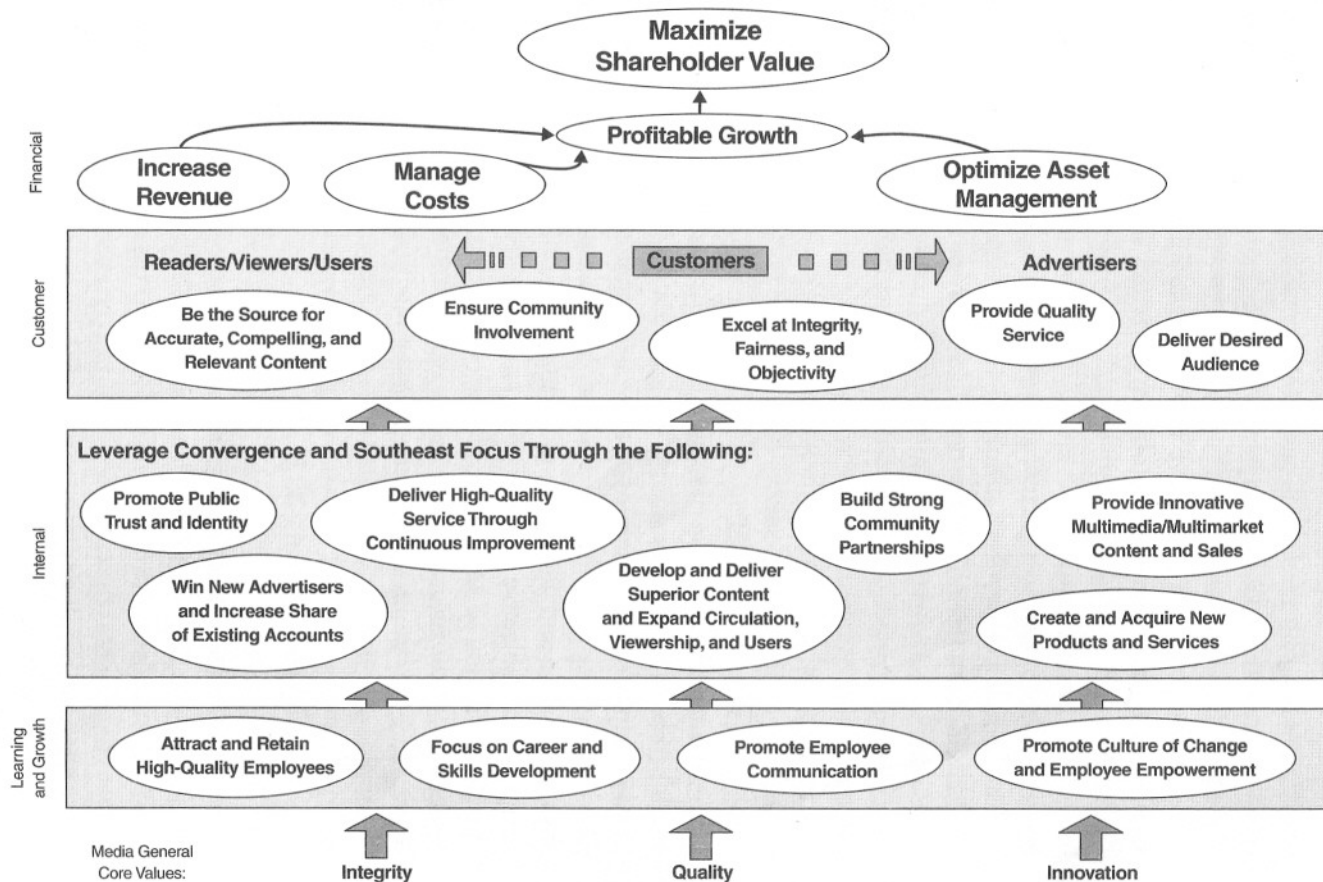 Maximize
Shareholder Value
Financial
Profitable Growth
Increase
Revenue
Manage
Costs
Optimize Asset
Management
Customer
Readers/Viewers/Users
Customers
Advertisers
Be the Source for
Accurate, Compelling, and
Relevant Content
Ensure Community
Involvement
Excel at Integrity,
Fairness, and
Objectivity
Provide Quality
Service
Deliver Desired
Audience
Internal
Leverage Convergence and Southeast Focus Through the Following:
Promote Public
Trust and Identity
Deliver High-Quality
Service Through
Continuous Improvement
Build Strong
Community
Partnerships
Provide Innovative
Multimedia/Multimarket
Content and Sales
Win New Advertisers
and Increase Share
of Existing Accounts
Develop and Deliver
Superior Content
and Expand Circulation,
Viewership, and Users
Create and Acquire New
Products and Services
Learning
and Growth
Attract and Retain
High-Quality Employees
Focus on Career and
Skills Development
Promote Employee
Communication
Promote Culture of Change
and Employee Empowerment
Media General
Core Values:
Integrity
Quality
Innovation